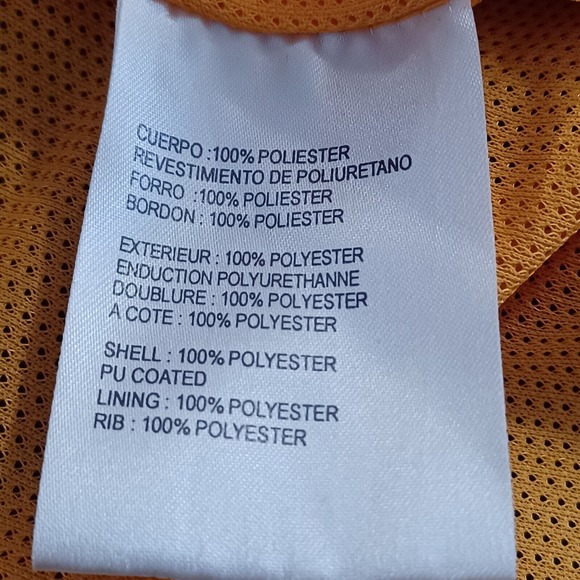 CUERPO :100% POLIESTER
REVESTIMIENTO DE POLIURETANO
FORRO :100% POLIESTER
BORDON : 100% POLIESTER
EXTERIEUR : 100% POLYESTER
ENDUCTION POLYURETHANNE
DOUBLURE : 100% POLYESTER
A COTE : 100% POLYESTER
SHELL : 100% POLYESTER
PU COATED
LINING : 100% POLYESTER
RIB : 100% POLYESTER